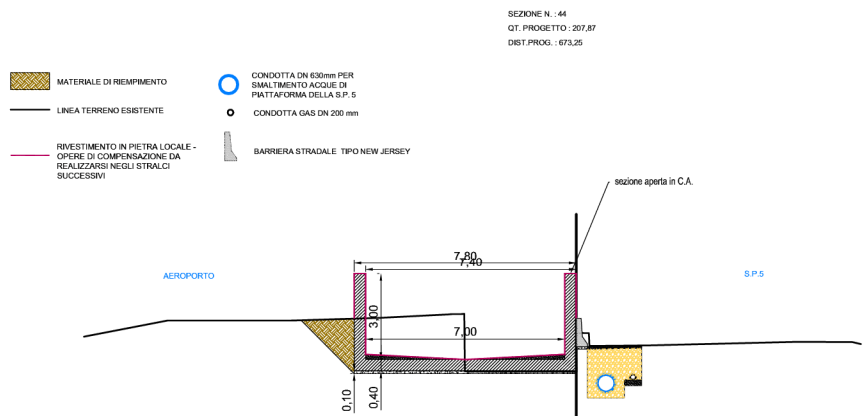 SEZIONE N. : 44
QT. PROGETTO : 207,87
DIST.PROG. : 673,25
MATERIALE DI RIEMPIMENTO
LINEA TERRENO ESISTENTE
RIVESTIMENTO IN PIETRA LOCALE -
OPERE DI COMPENSAZIONE DA
REALIZZARSI NEGLI STRALCI
SUCCESSIVI
CONDOTTA DN 630mm PER
SMALTIMENTO ACQUE DI
PIATTAFORMA DELLA S.P. 5
CONDOTTA GAS DN 200 mm
BARRIERA STRADALE TIPO NEW JERSEY
sezione aperta in C.A.
AEROPORTO
S.P.5
7,80
7,40
3,00
7,00
0,10
0,40